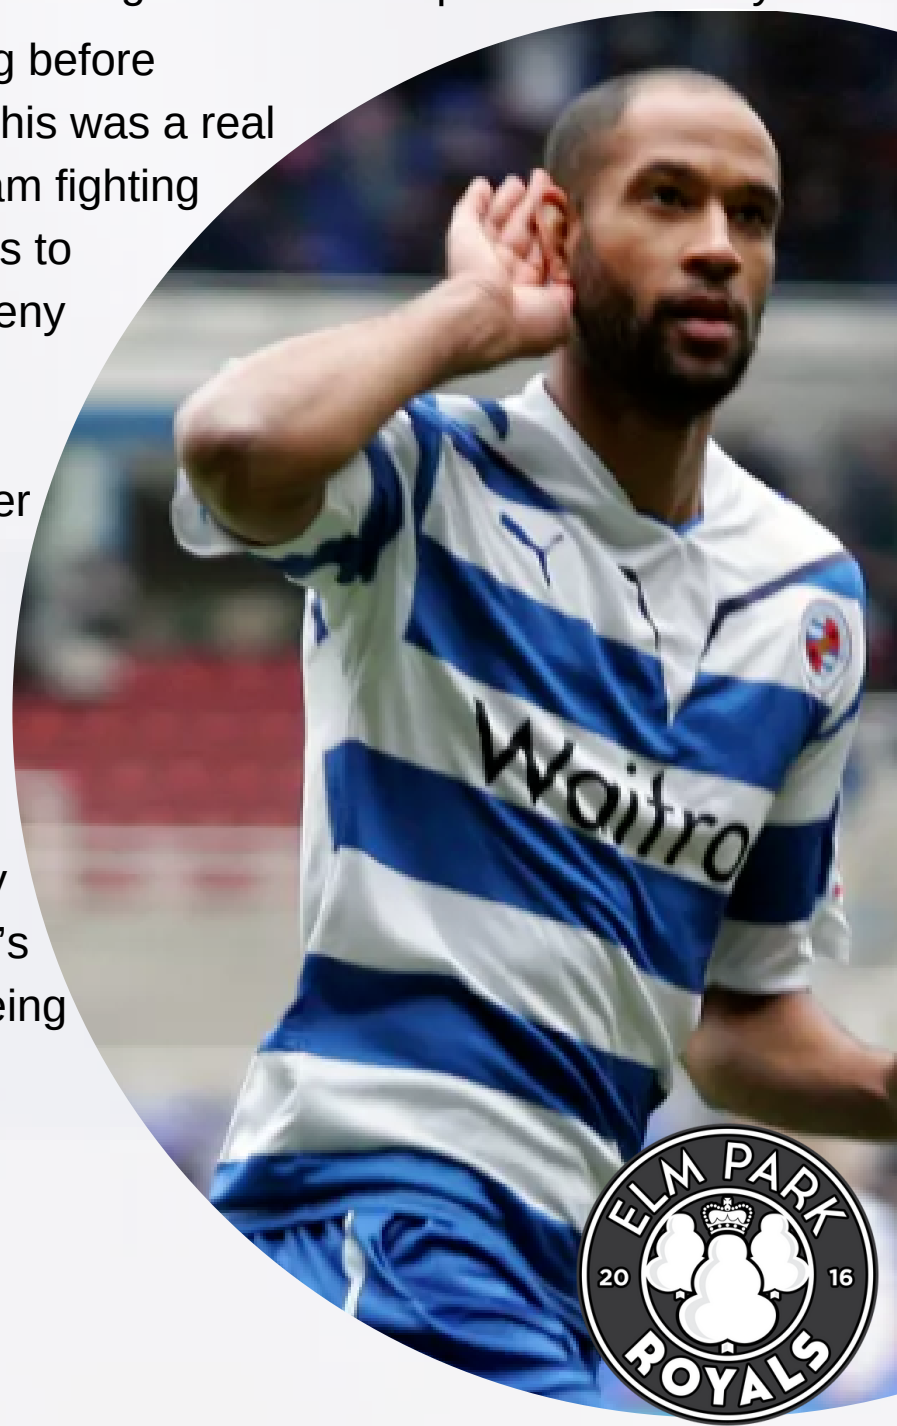 g before
his was a real
am fighting
s to
eny
er
Waitro
y
's
eing
ELM PARK
20 16
ROYALS